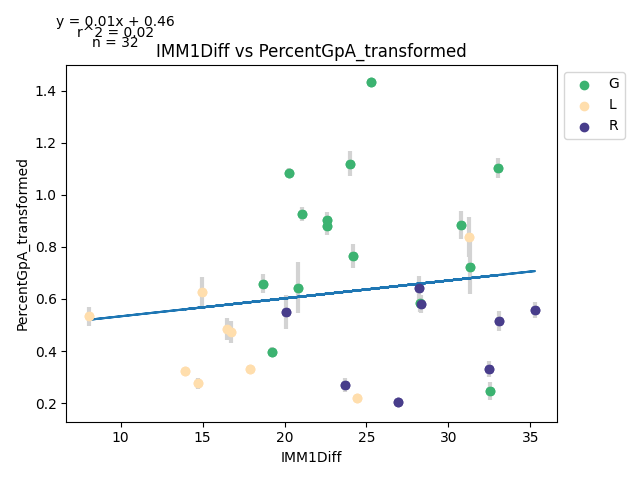 y = 0.01x + 0.46
r^2 = 0.02
n = 32
IMM1Diff vs PercentGpA_transformed
G
L
R
PercentGpA_transformed
1.4
1.2
1.0
0.8
0.6
0.4
0.2
10 15 20 25 30 35
IMM1Diff